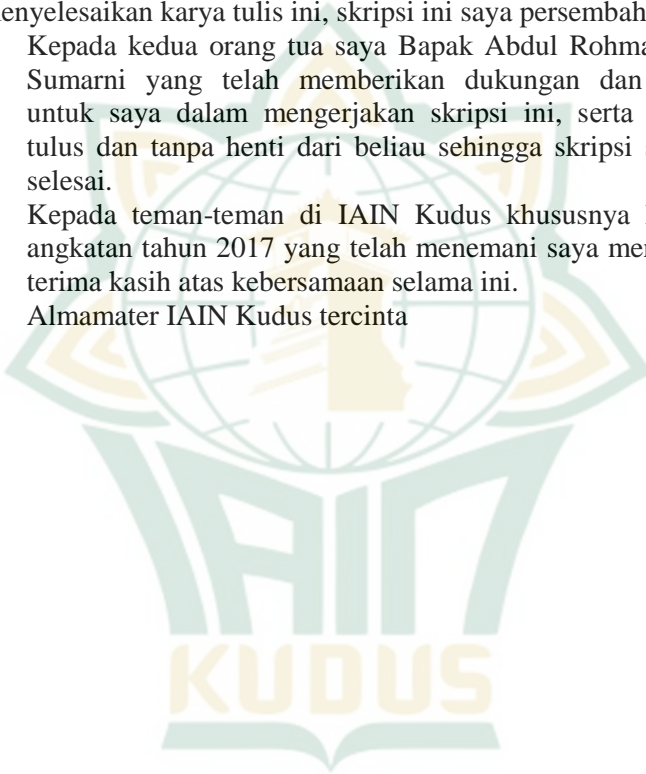 enyelesaikan karya tulis ini, skripsi ini saya persembah
Kepada kedua orang tua saya Bapak Abdul Rohma
Sumarni yang telah memberikan dukungan dan
untuk saya dalam mengerjakan skripsi ini, serta
tulus dan tanpa henti dari beliau sehingga skripsi
selesai.
Kepada teman-teman di IAIN Kudus khususnya
angkatan tahun 2017 yang telah menemani saya me
terima kasih atas kebersamaan selama ini.
Almamater IAIN Kudus tercinta
IAIN
KUDUS